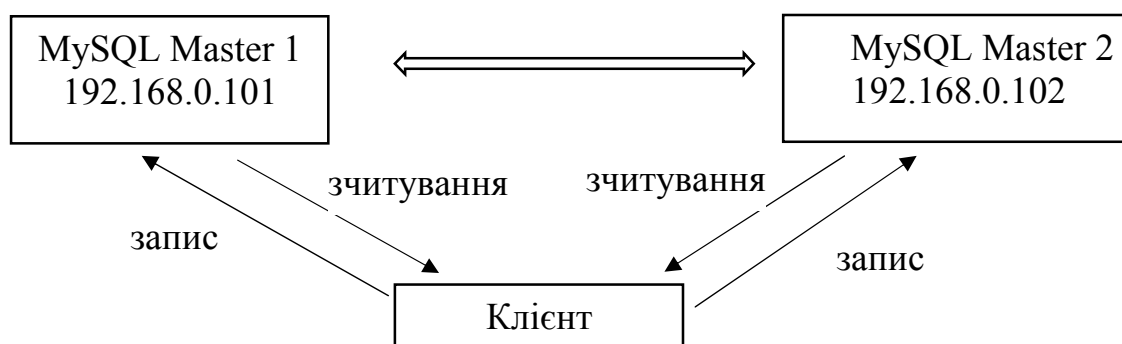 MySQL Master 1
192.168.0.101
MySQL Master 2
192.168.0.102
зчитування
зчитування
запис
запис
Клієнт